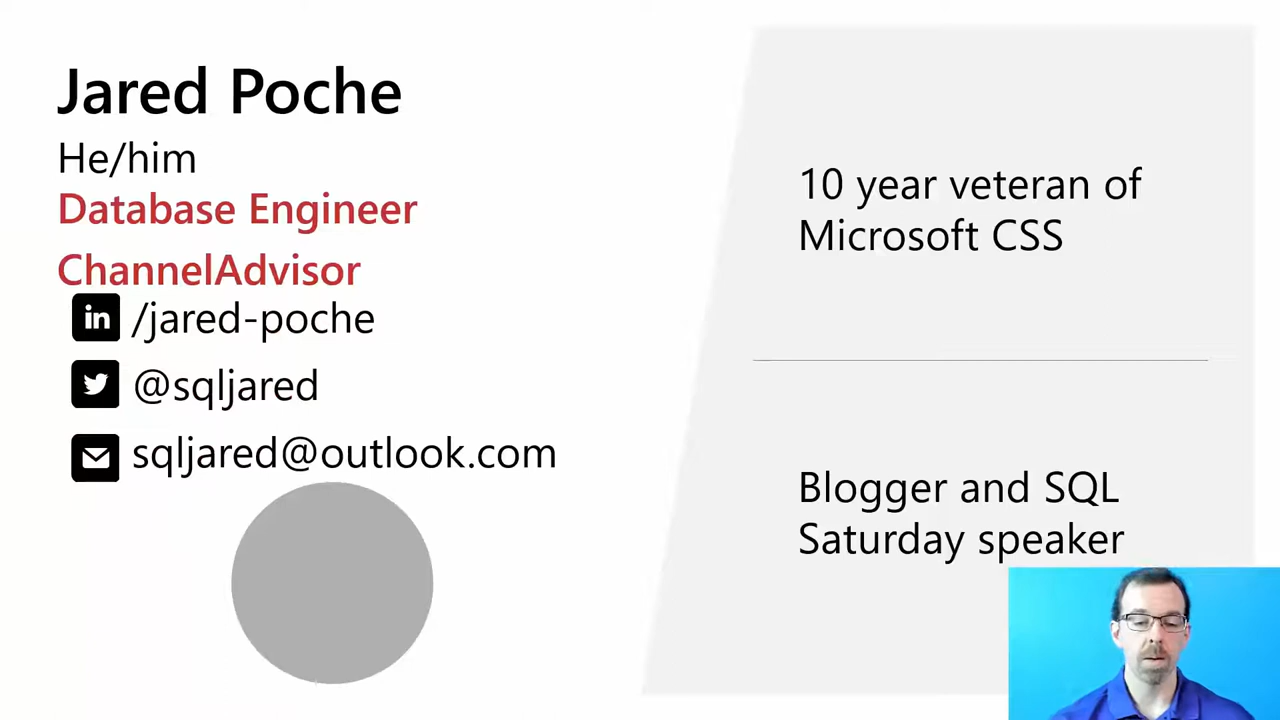 Jared Poche
He/him
Database Engineer
ChannelAdvisor
in /jared-poche
@sqljared
sqljared@outlook.com
10 year veteran of
Microsoft CSS
Blogger and SQL
Saturday speaker